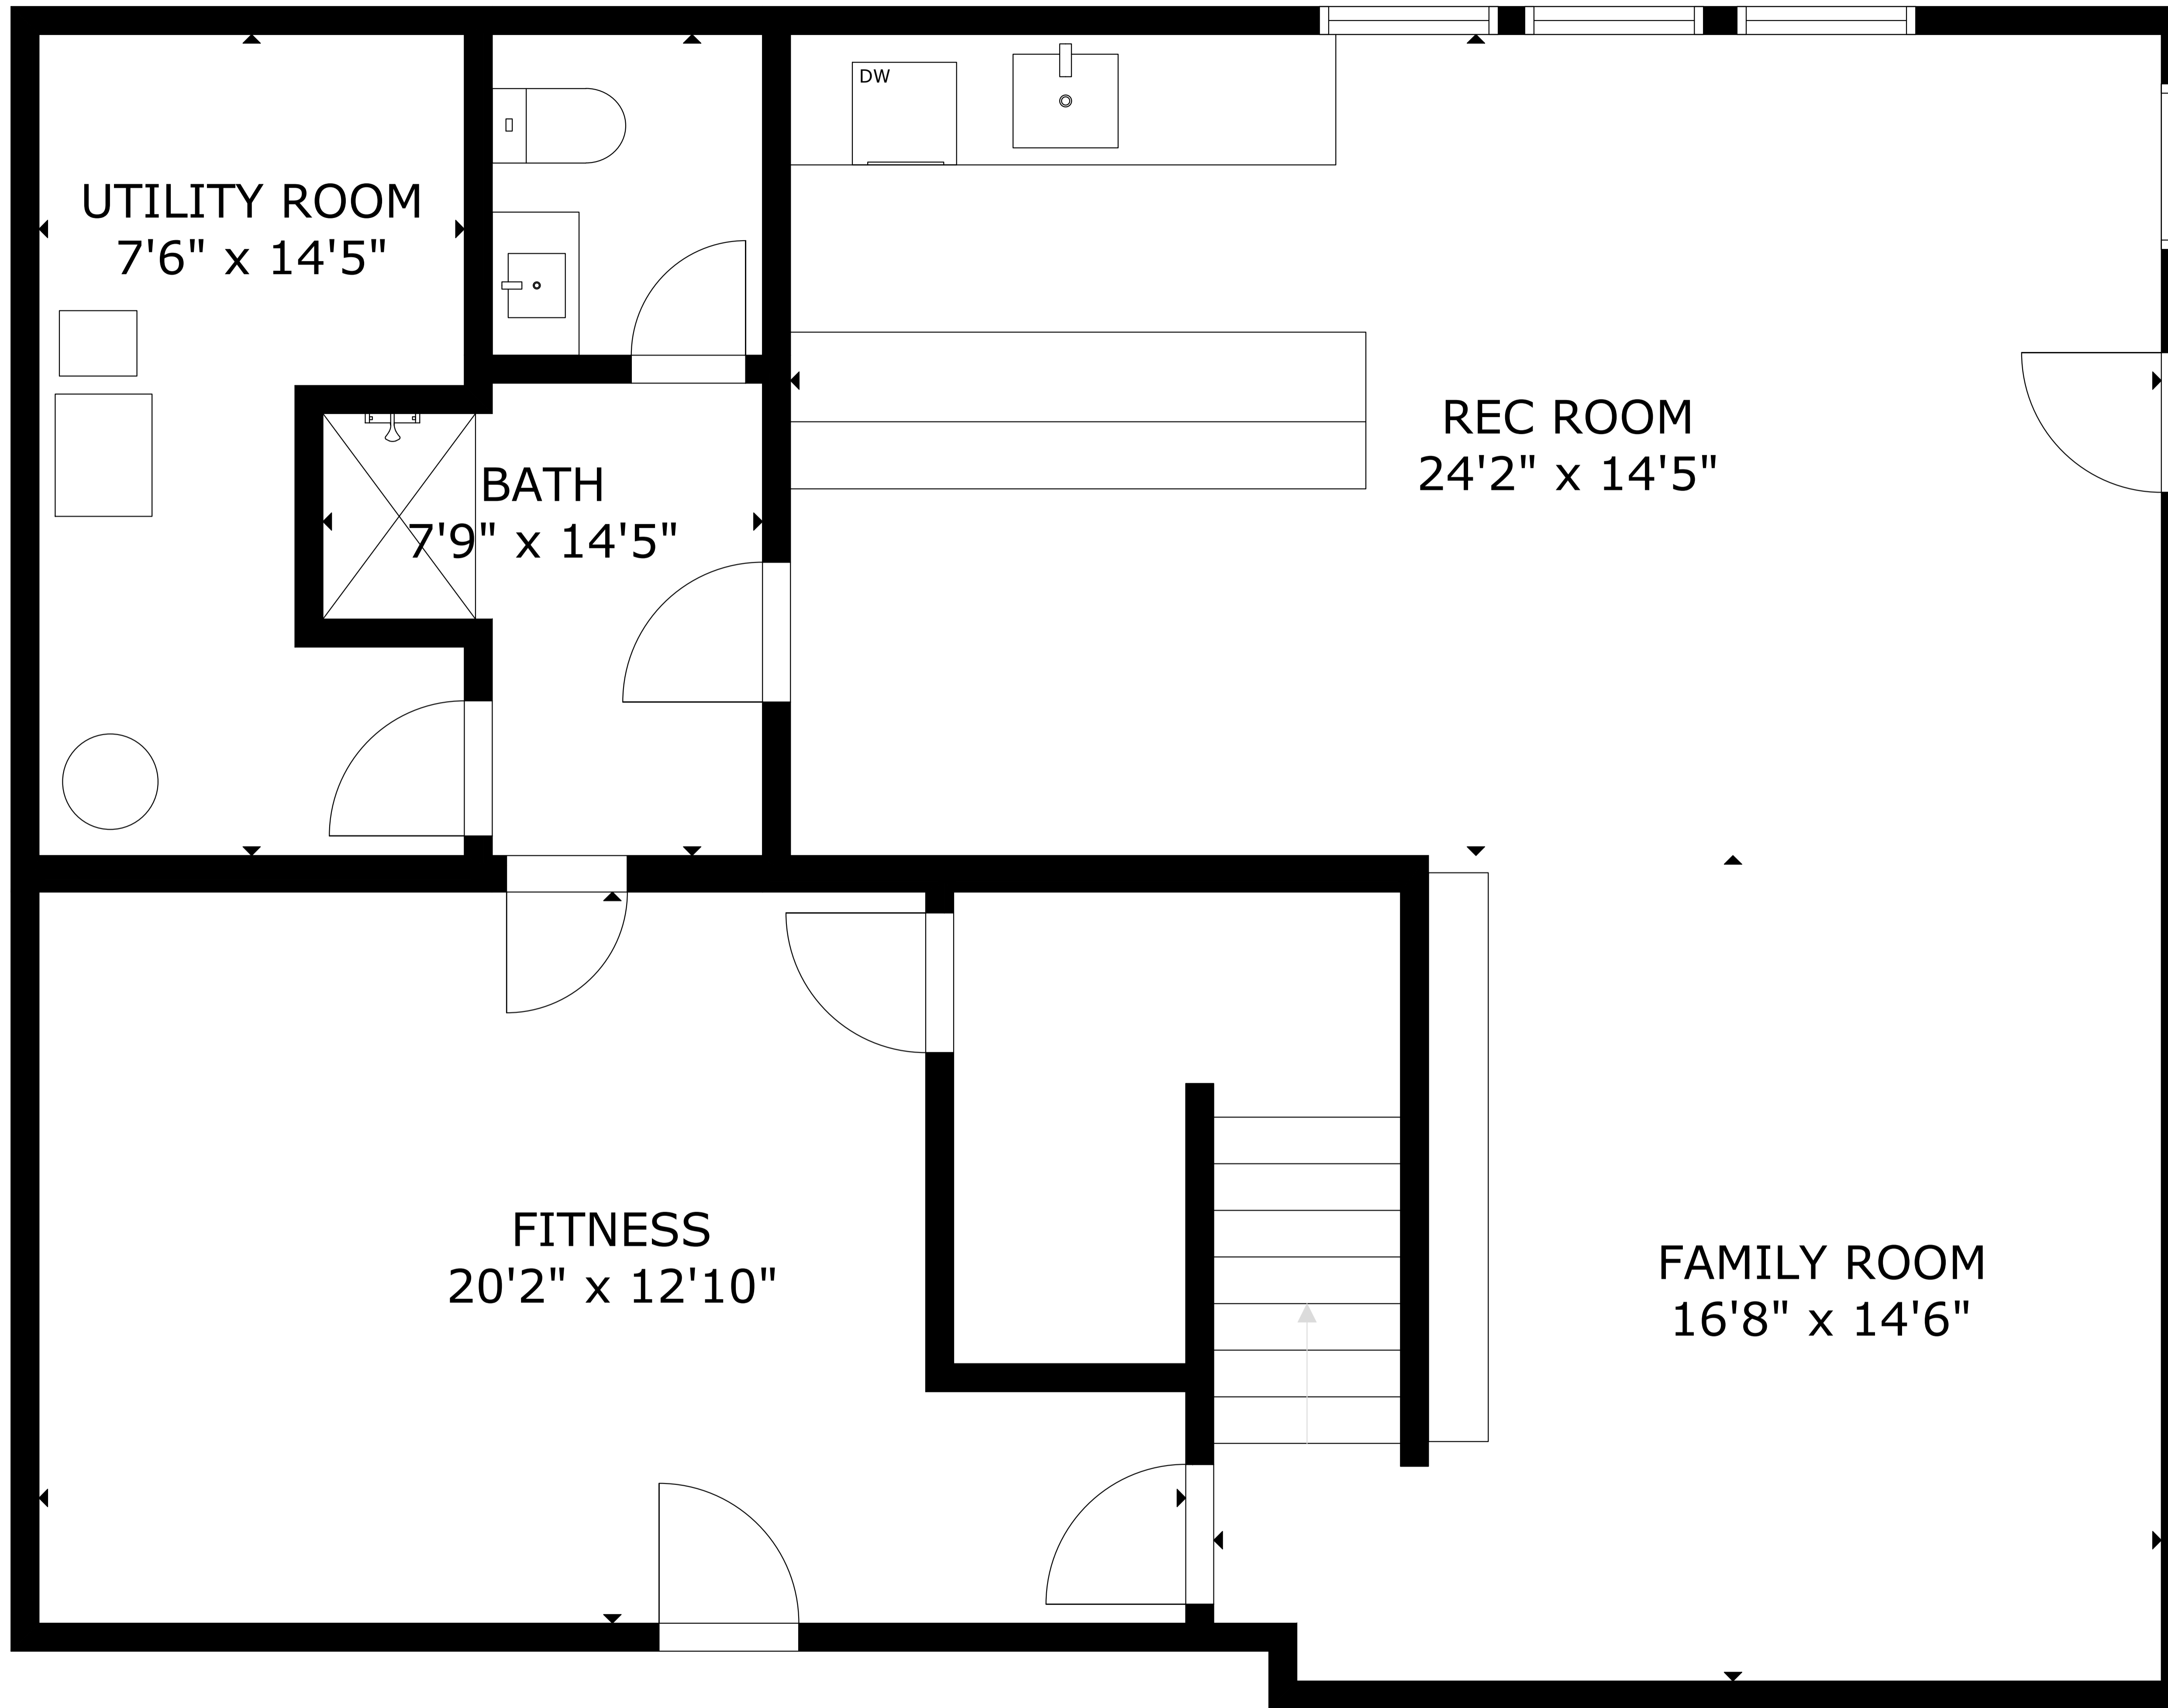 DW
UTILITY ROOM
7'6" x 14'5"
REC ROOM
24'2" x 14'5"
BATH
7'9" x 14'5"
FITNESS
20'2" x 12'10"
FAMILY ROOM
16'8" x 14'6"